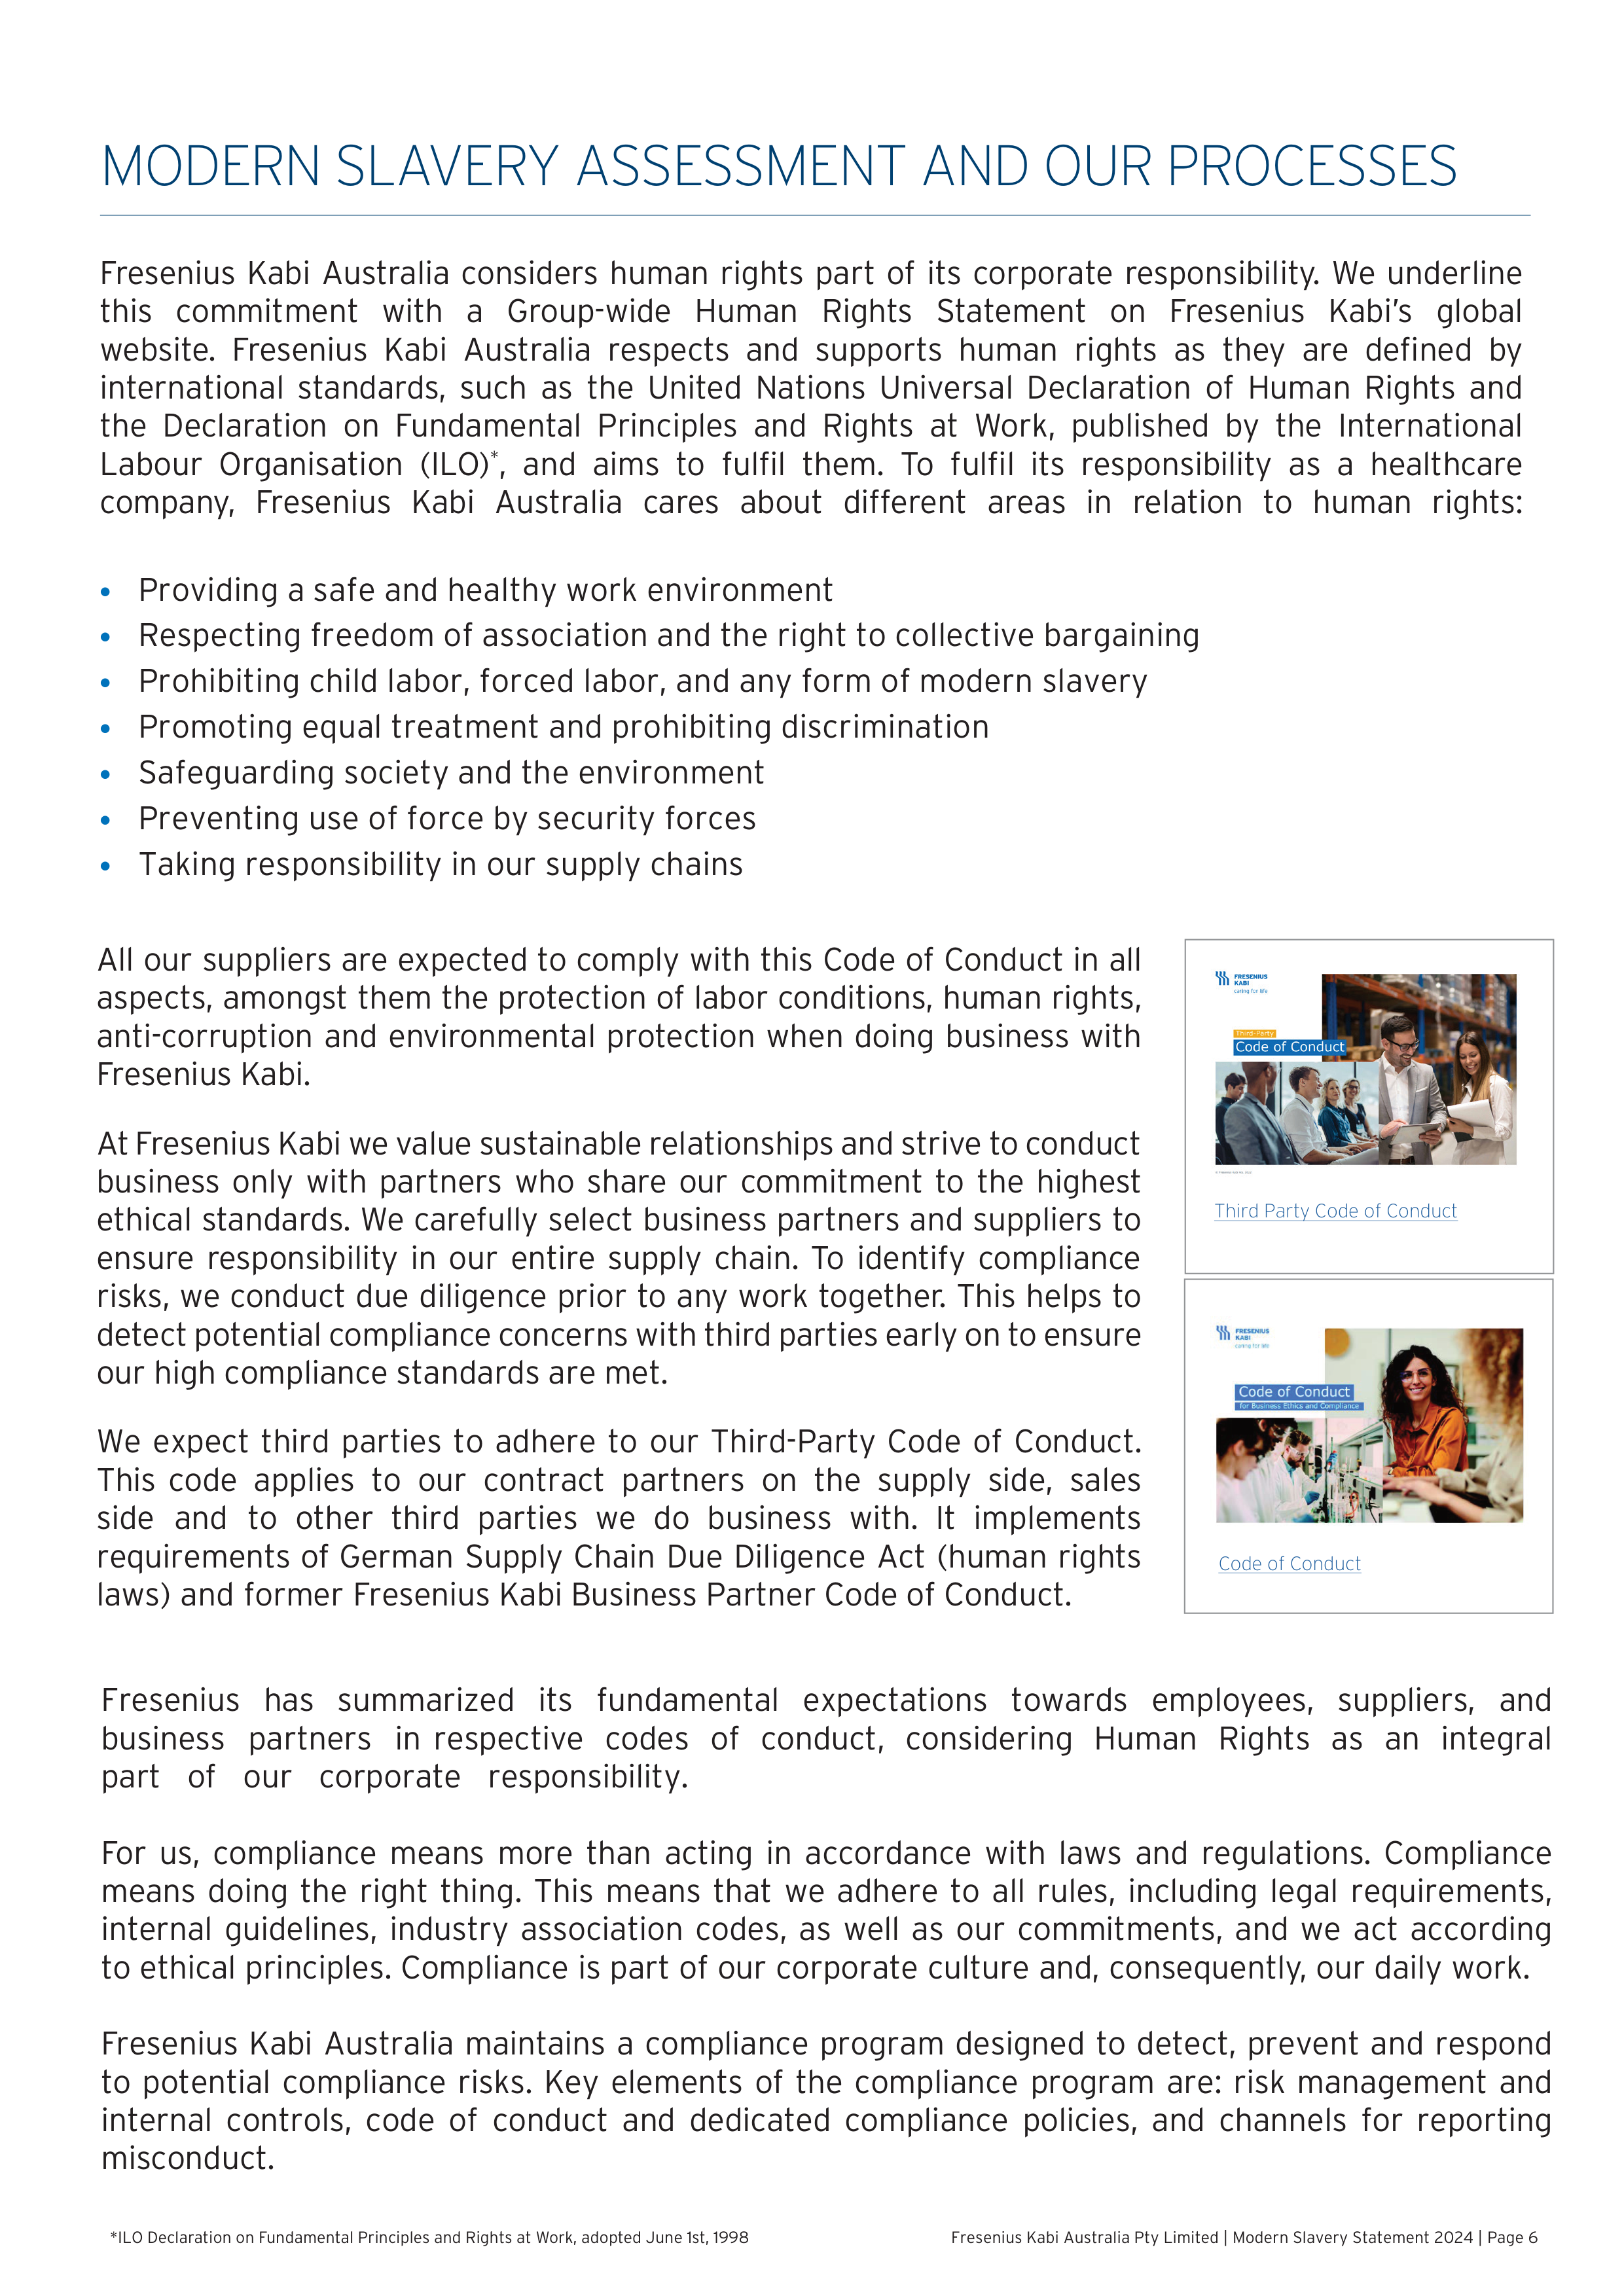 MODERN SLAVERY ASSESSMENT AND OUR PROCESSES
Fresenius Kabi Australia considers human rights part of its corporate responsibility. We underline
this commitment with a Group-wide Human Rights Statement on Fresenius Kabi’s global
website. Fresenius Kabi Australia respects and supports human rights as they are defined by
international standards, such as the United Nations Universal Declaration of Human Rights and
the Declaration on Fundamental Principles and Rights at Work, published by the International
Labour Organisation (ILO)*, and aims to fulfil them. To fulfil its responsibility as a healthcare
company, Fresenius Kabi Australia cares about different areas in relation to human rights:
• Providing a safe and healthy work environment
• Respecting freedom of association and the right to collective bargaining
• Prohibiting child labor, forced labor, and any form of modern slavery
• Promoting equal treatment and prohibiting discrimination
• Safeguarding society and the environment
• Preventing use of force by security forces
• Taking responsibility in our supply chains
All our suppliers are expected to comply with this Code of Conduct in all
aspects, amongst them the protection of labor conditions, human rights,
anti-corruption and environmental protection when doing business with
Fresenius Kabi.
At Fresenius Kabi we value sustainable relationships and strive to conduct
business only with partners who share our commitment to the highest
ethical standards. We carefully select business partners and suppliers to
ensure responsibility in our entire supply chain. To identify compliance
risks, we conduct due diligence prior to any work together. This helps to
detect potential compliance concerns with third parties early on to ensure
our high compliance standards are met.
We expect third parties to adhere to our Third-Party Code of Conduct.
This code applies to our contract partners on the supply side, sales
side and to other third parties we do business with. It implements
requirements of German Supply Chain Due Diligence Act (human rights
laws) and former Fresenius Kabi Business Partner Code of Conduct.
FRESENIUS
KABI
caring for life
Third-Party
Code of Conduct
Third Party Code of Conduct
FRESENIUS
KABI
caring for life
Code of Conduct
for Business Ethics and Compliance
Code of Conduct
Fresenius has summarized its fundamental expectations towards employees, suppliers, and
business partners in respective codes of conduct, considering Human Rights as an integral
part of our corporate responsibility.
For us, compliance means more than acting in accordance with laws and regulations. Compliance
means doing the right thing. This means that we adhere to all rules, including legal requirements,
internal guidelines, industry association codes, as well as our commitments, and we act according
to ethical principles. Compliance is part of our corporate culture and, consequently, our daily work.
Fresenius Kabi Australia maintains a compliance program designed to detect, prevent and respond
to potential compliance risks. Key elements of the compliance program are: risk management and
internal controls, code of conduct and dedicated compliance policies, and channels for reporting
misconduct.
*ILO Declaration on Fundamental Principles and Rights at Work, adopted June 1st, 1998
Fresenius Kabi Australia Pty Limited | Modern Slavery Statement 2024 | Page 6